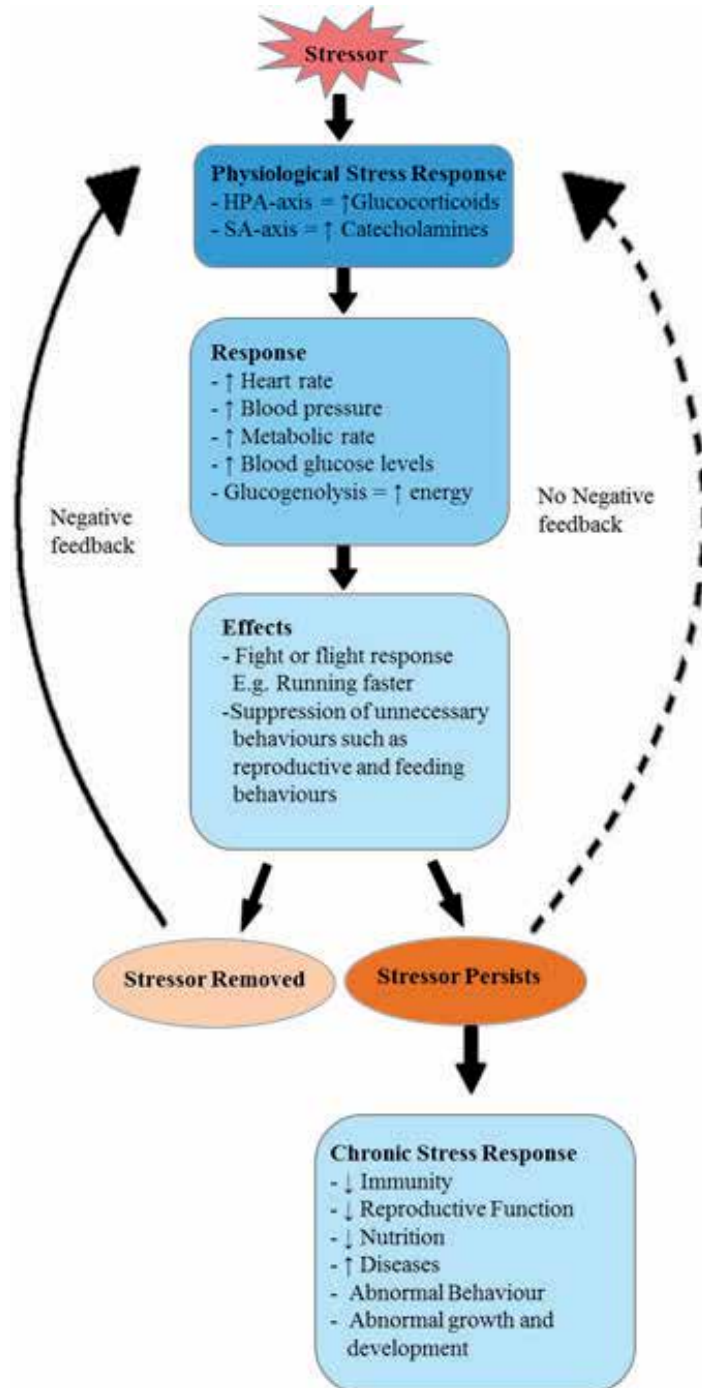 Stressor
Physiological Stress Response
- HPA-axis = ↑Glucocorticoids
- SA-axis = ↑ Catecholamines
Response
- ↑ Heart rate
- ↑ Blood pressure
- ↑ Metabolic rate
- ↑ Blood glucose levels
- Glucogenolysis = ↑ energy
Negative
feedback
No Negative
feedback
Effects
- Fight or flight response
E.g. Running faster
-Suppression of unnecessary
behaviours such as
reproductive and feeding
behaviours
Stressor Removed
Stressor Persists
Chronic Stress Response
- ↓ Immunity
- ↓ Reproductive Function
- ↓ Nutrition
- ↑ Diseases
- Abnormal Behaviour
- Abnormal growth and
development